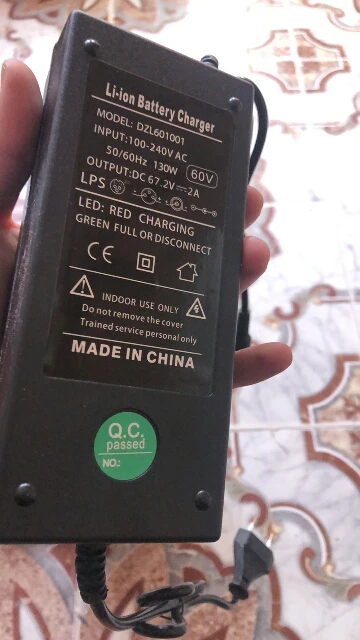 Li-ion Battery Charger
MODEL: DZL601001
INPUT:100-240V AC
50/60Hz 130W 60V
OUTPUT:DC 67.2V⎓2A
LPS
LED: RED CHARGING
GREEN FULL OR DISCONNECT
CE
INDOOR USE ONLY
Do not remove the cover
Trained service personal only
MADE IN CHINA
Q.C.
passed
NO.: